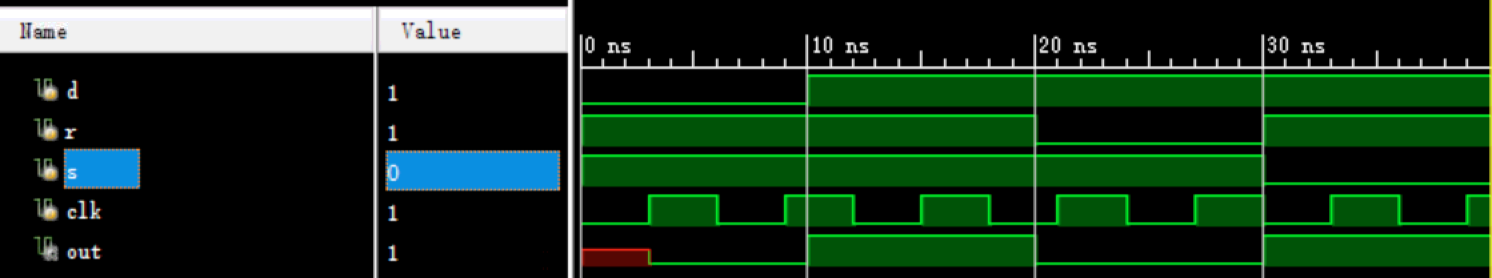 Name Value
0 ns 10 ns 20 ns 30 ns
d 1
r 1
s 0
clk 1
out 1